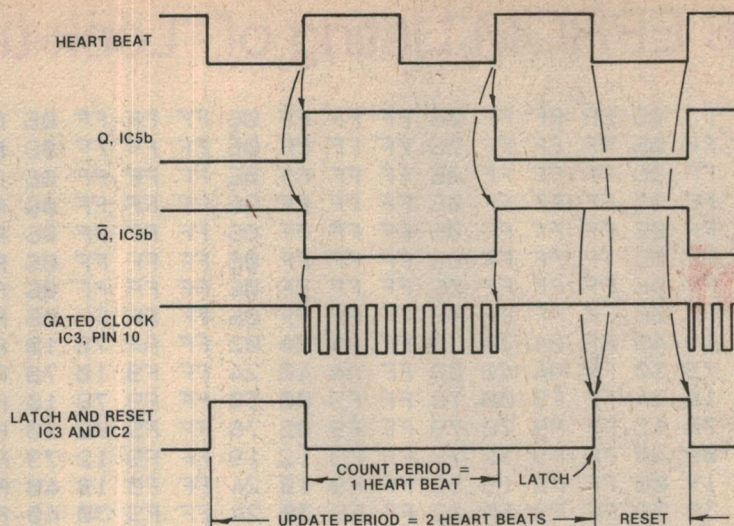 HEART BEAT
Q, IC5b
Q̅, IC5b
GATED CLOCK
IC3, PIN 10
LATCH AND RESET
IC3 AND IC2
COUNT PERIOD =
1 HEART BEAT
LATCH
UPDATE PERIOD = 2 HEART BEATS
RESET